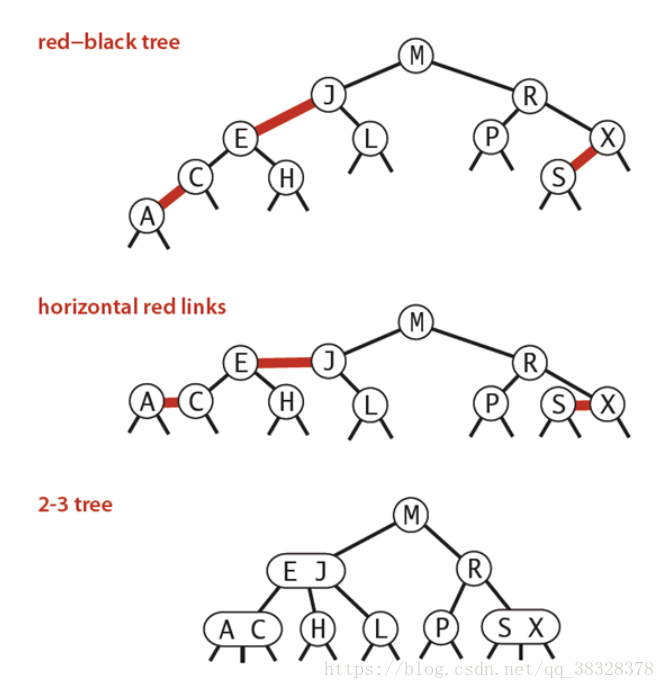 red–black tree
M
J R
E L P X
C H S
A
horizontal red links
M
E J R
A C H L P S X
2-3 tree
M
E J R
A C H L P S X
https://blog.csdn.net/qq_38328378